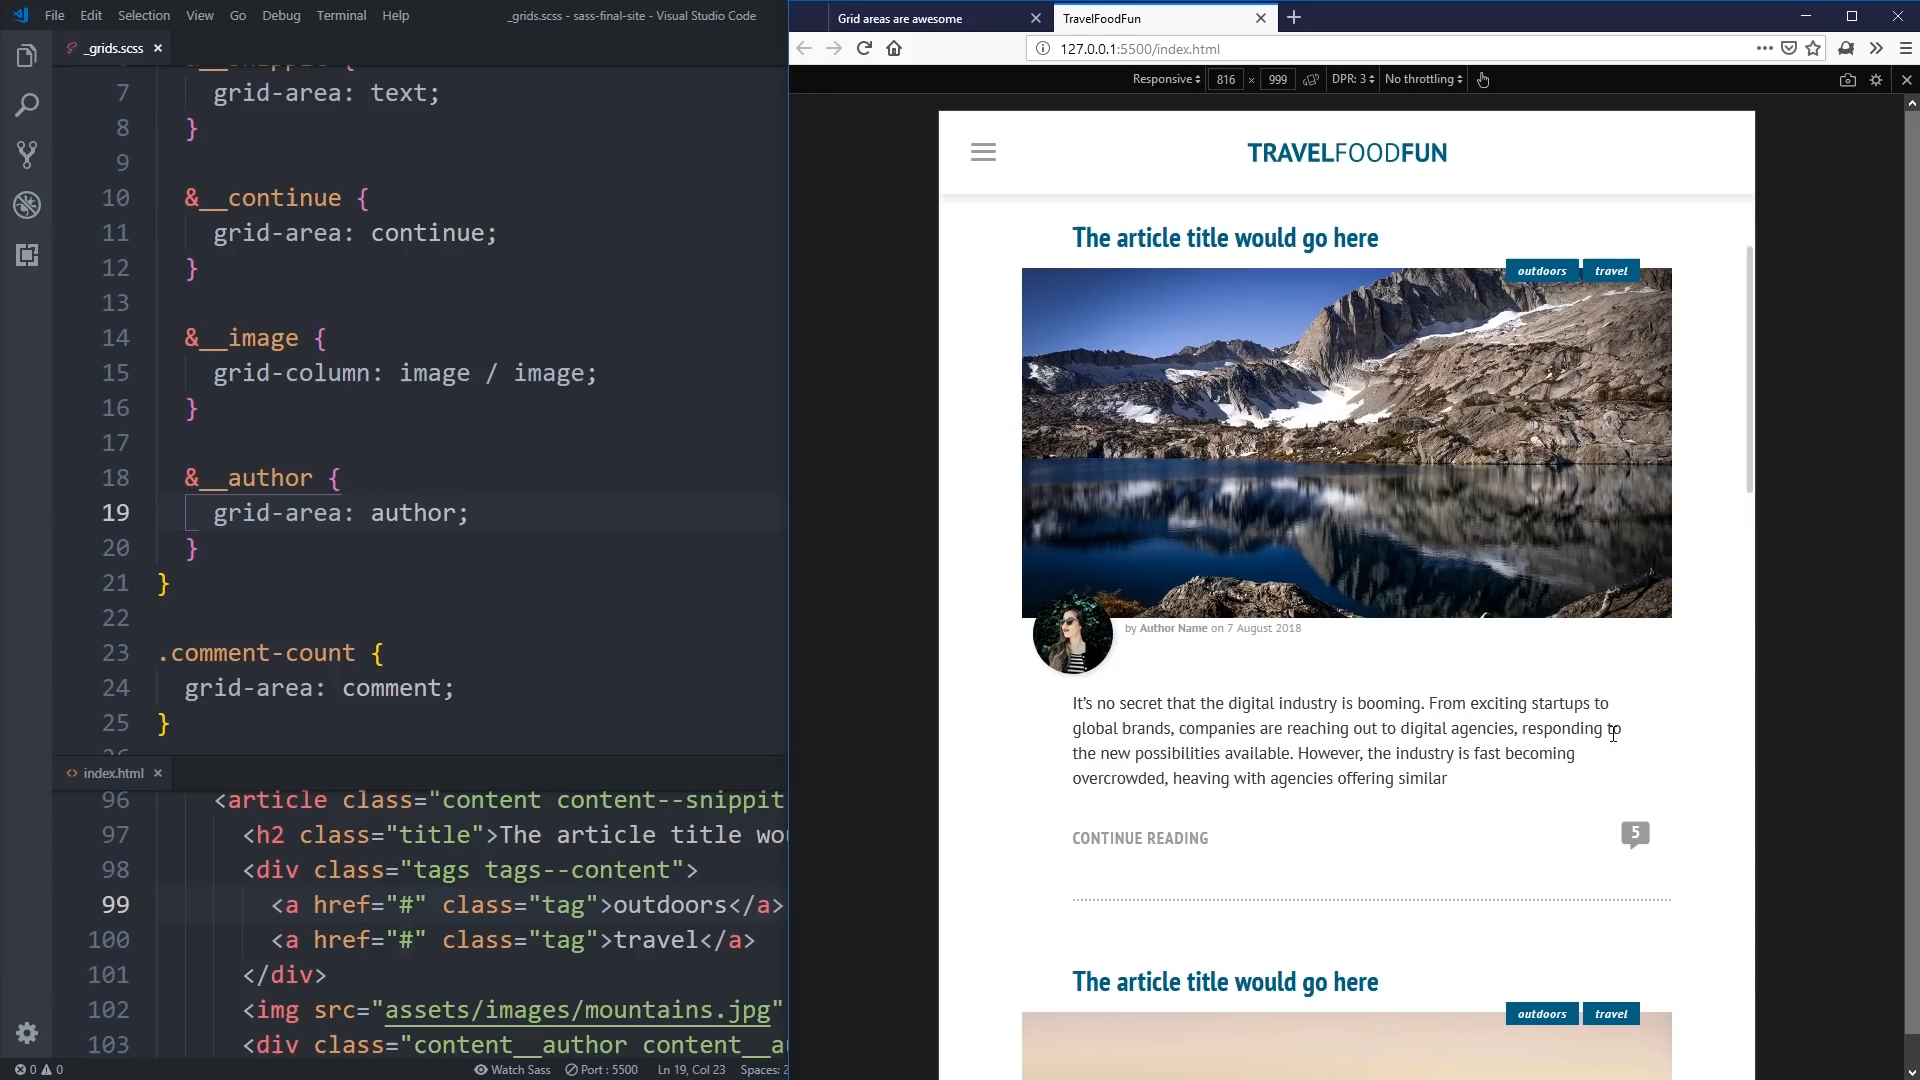 File Edit Selection View Go Debug Terminal Help
_grids.scss - sass-final-site - Visual Studio Code
_grids.scss ×
7 grid-area: text;
8 }
9
10 &__continue {
11 grid-area: continue;
12 }
13
14 &__image {
15 grid-column: image / image;
16 }
17
18 &__author {
19 grid-area: author;
20 }
21 }
22
23 .comment-count {
24 grid-area: comment;
25 }
index.html ×
96 <article class="content content--snippit
97 <h2 class="title">The article title wo
98 <div class="tags tags--content">
99 <a href="#" class="tag">outdoors</a>
100 <a href="#" class="tag">travel</a>
101 </div>
102 <img src="assets/images/mountains.jpg"
103 <div class="content__author content__a
0 0 Watch Sass Port : 5500 Ln 19, Col 23 Spaces: 2
Grid areas are awesome
TravelFoodFun
127.0.0.1:5500/index.html
Responsive 816 × 999 DPR: 3 No throttling
TRAVELFOODFUN
The article title would go here
outdoors travel
by Author Name on 7 August 2018
It's no secret that the digital industry is booming. From exciting startups to
global brands, companies are reaching out to digital agencies, responding to
the new possibilities available. However, the industry is fast becoming
overcrowded, heaving with agencies offering similar
CONTINUE READING 5
The article title would go here
outdoors travel